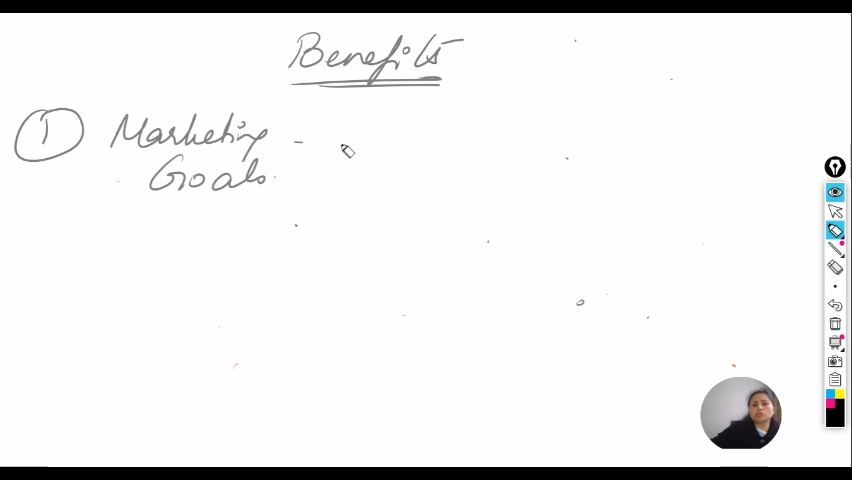 Benefits
① Marketing -
Goals